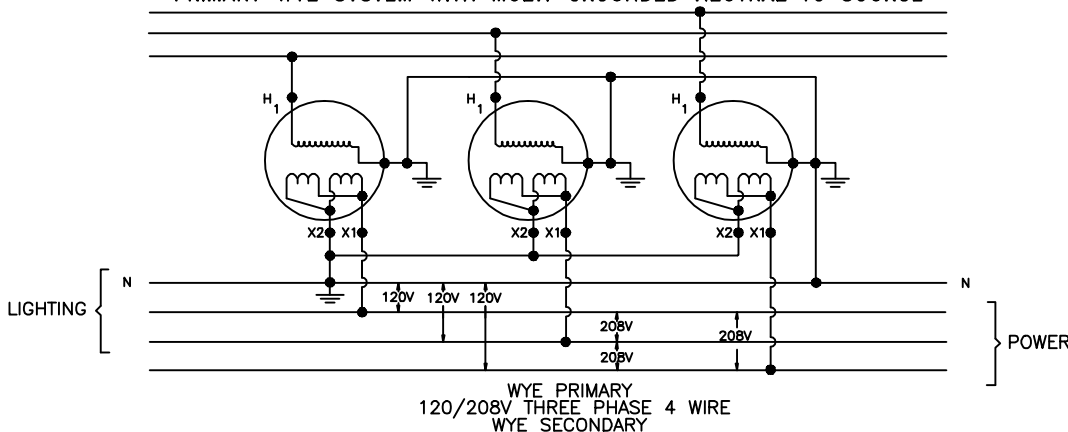 PRIMARY WYE SYSTEM WITH MULTI-GROUNDED NEUTRAL TO SOURCE
H1 H1 H1
X2 X1 X2 X1 X2 X1
N N
LIGHTING
120V 120V 120V
208V
208V
208V
POWER
WYE PRIMARY
120/208V THREE PHASE 4 WIRE
WYE SECONDARY